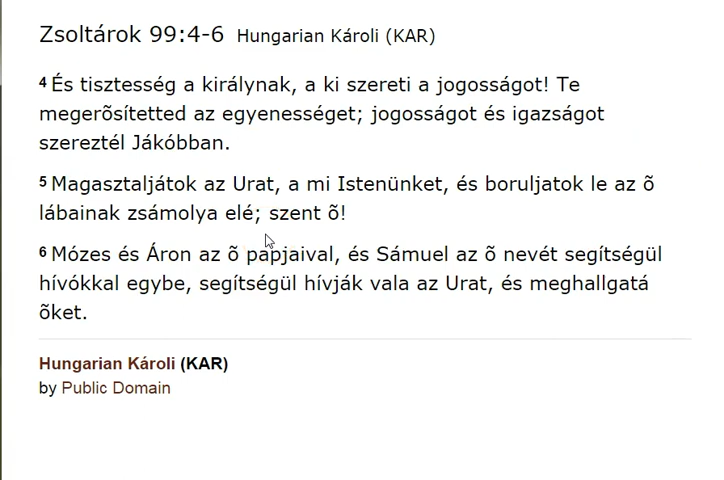 Zsoltárok 99:4-6 Hungarian Károli (KAR)
4 És tisztesség a királynak, a ki szereti a jogosságot! Te
megerõsítetted az egyenességet; jogosságot és igazságot
szereztél Jákóbban.
5 Magasztaljátok az Urat, a mi Istenünket, és boruljatok le az õ
lábainak zsámolya elé; szent õ!
6 Mózes és Áron az õ papjaival, és Sámuel az õ nevét segítségül
hívókkal egybe, segítségül hívják vala az Urat, és meghallgatá
õket.
Hungarian Károli (KAR)
by Public Domain